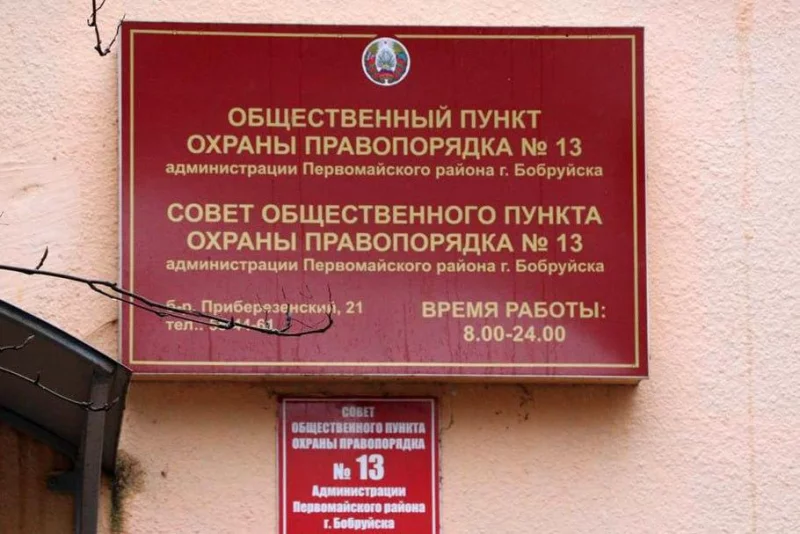 ОБЩЕСТВЕННЫЙ ПУНКТ
ОХРАНЫ ПРАВОПОРЯДКА № 13
администрации Первомайского района г. Бобруйска
СОВЕТ ОБЩЕСТВЕННОГО ПУНКТА
ОХРАНЫ ПРАВОПОРЯДКА № 13
администрации Первомайского района г. Бобруйска
б-р. Приберезенский, 21
тел.:
ВРЕМЯ РАБОТЫ:
8.00-24.00
СОВЕТ
ОБЩЕСТВЕННОГО ПУНКТА
ОХРАНЫ ПРАВОПОРЯДКА
№ 13
Администрации
Первомайского района
г. Бобруйска